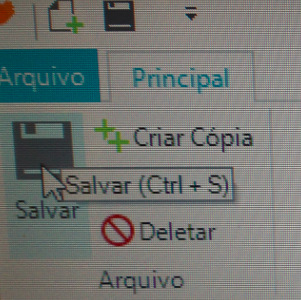 Arquivo Principal
Criar Cópia
Salvar (Ctrl + S)
Salvar
Deletar
Arquivo